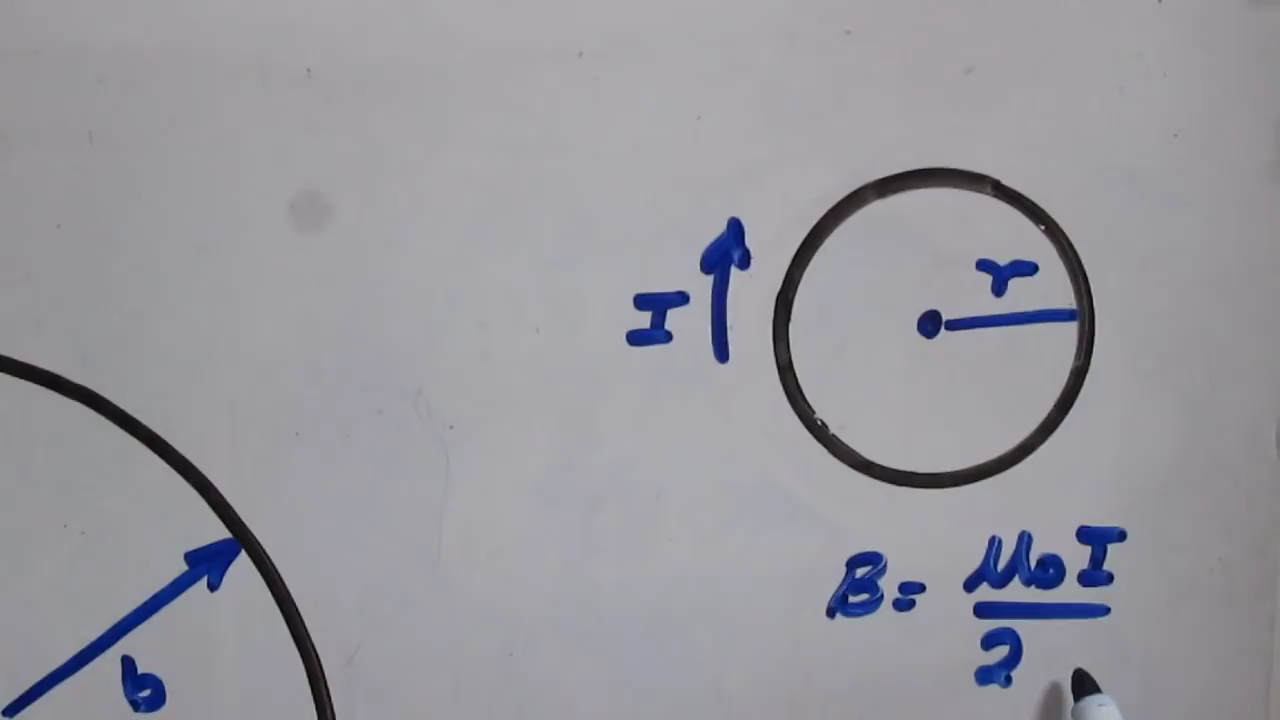 r
I
B = μ₀I / 2
b